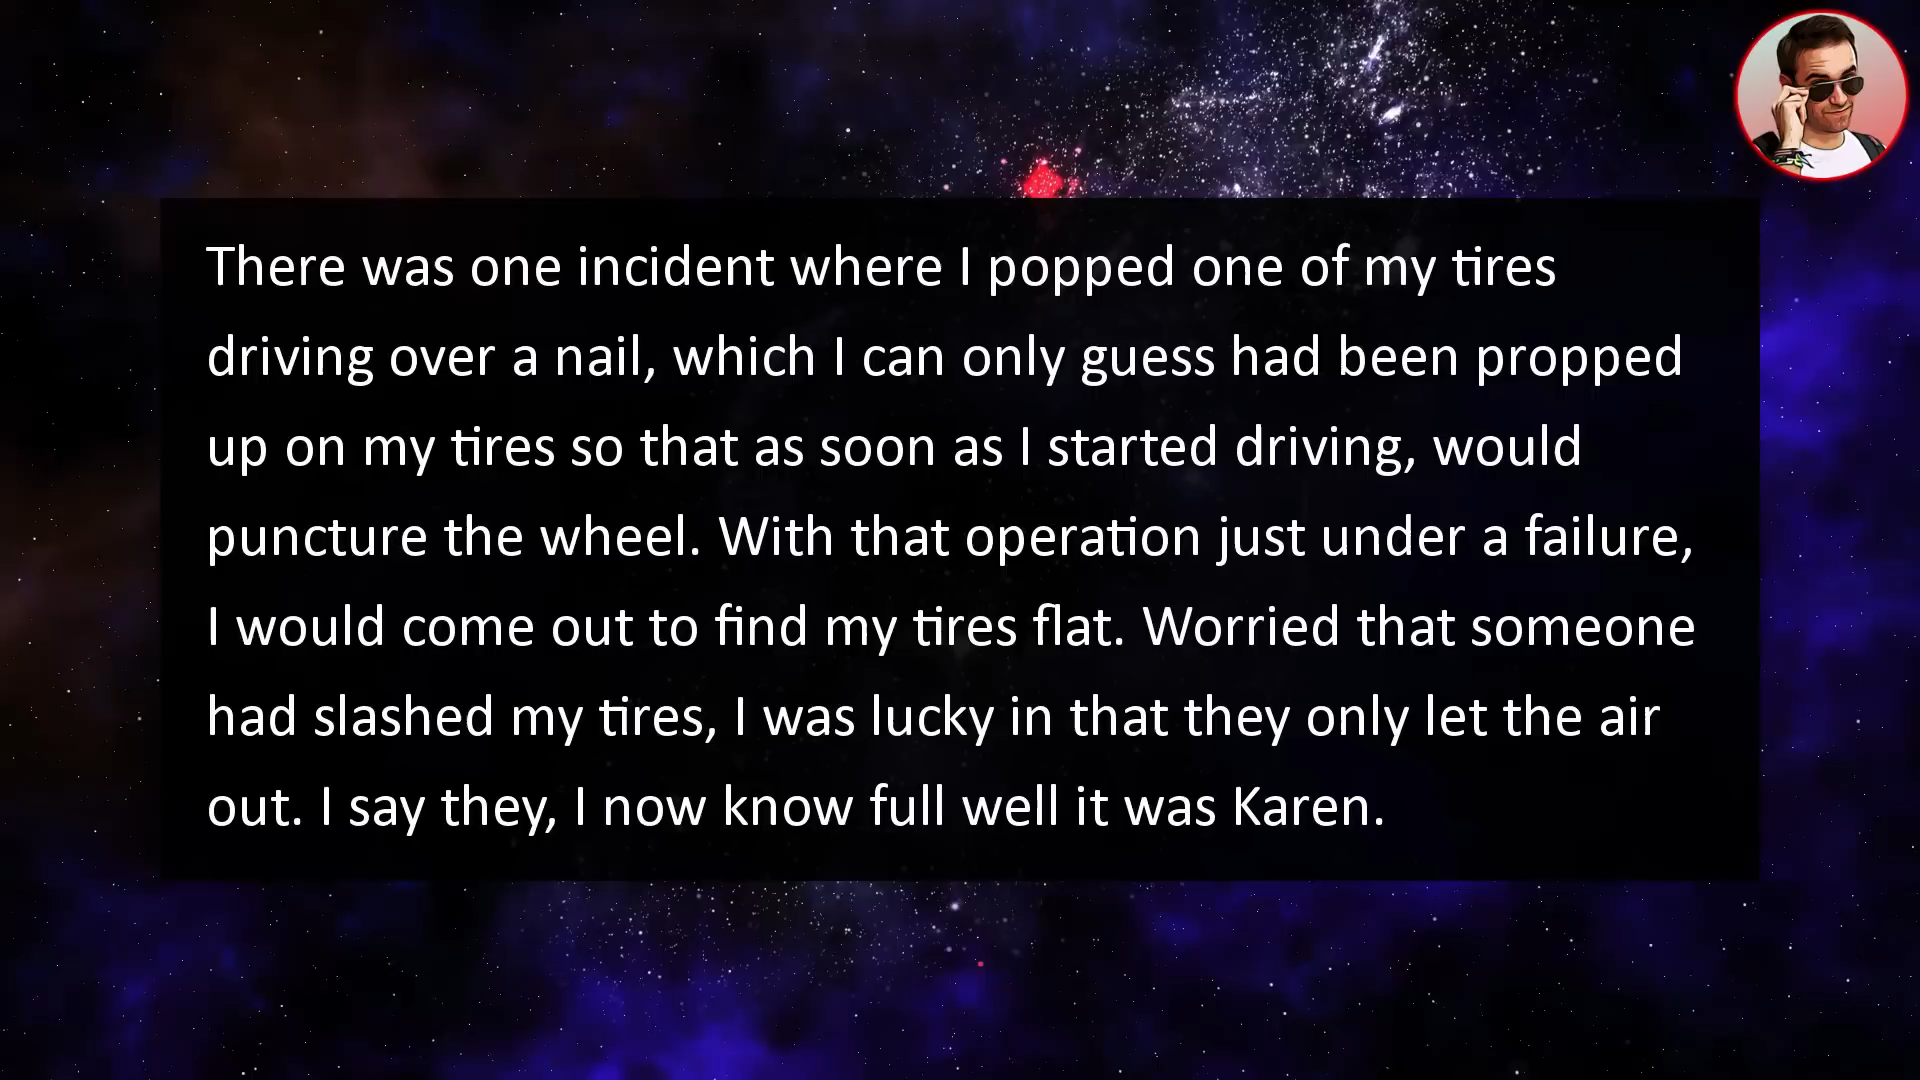 There was one incident where I popped one of my tires
driving over a nail, which I can only guess had been propped
up on my tires so that as soon as I started driving, would
puncture the wheel. With that operation just under a failure,
I would come out to find my tires flat. Worried that someone
had slashed my tires, I was lucky in that they only let the air
out. I say they, I now know full well it was Karen.